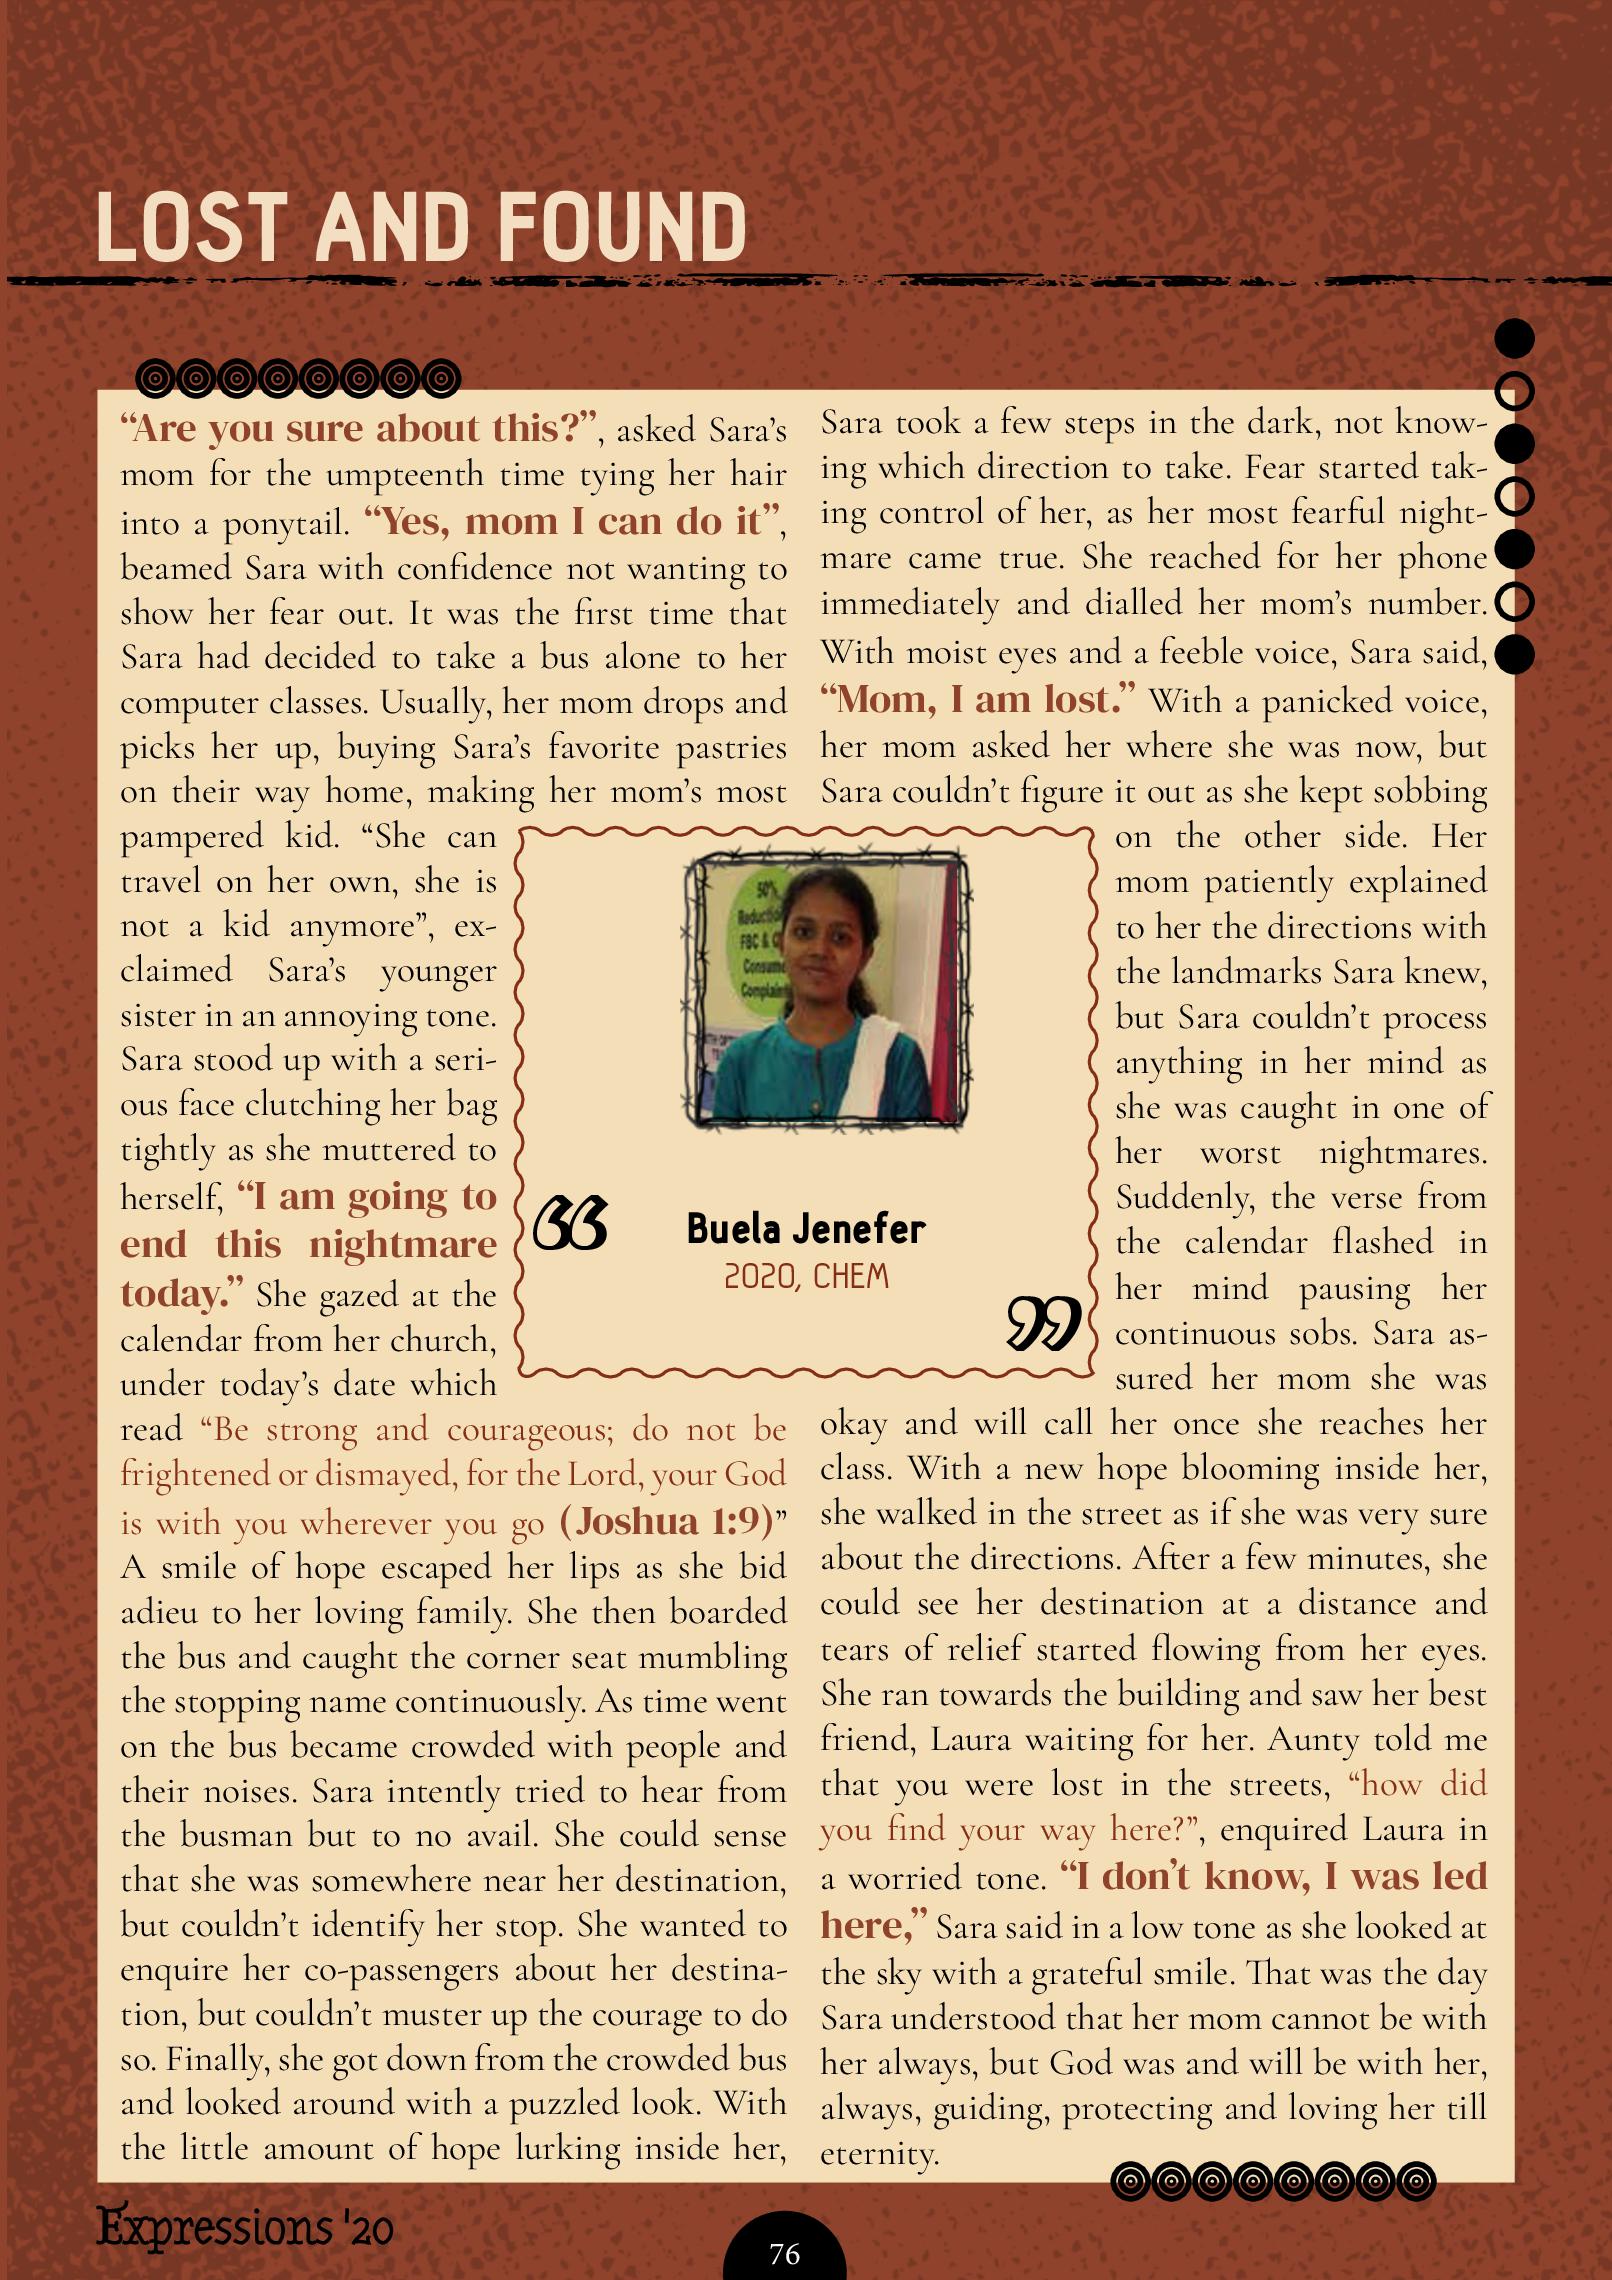 LOST AND FOUND
“Are you sure about this?”, asked Sara’s
mom for the umpteenth time tying her hair
into a ponytail. “Yes, mom I can do it”,
beamed Sara with confidence not wanting to
show her fear out. It was the first time that
Sara had decided to take a bus alone to her
computer classes. Usually, her mom drops and
picks her up, buying Sara’s favorite pastries
on their way home, making her mom’s most
pampered kid. “She can
travel on her own, she is
not a kid anymore”, ex-
claimed Sara’s younger
sister in an annoying tone.
Sara stood up with a seri-
ous face clutching her bag
tightly as she muttered to
herself, “I am going to
end this nightmare
today.” She gazed at the
calendar from her church,
under today’s date which
read “Be strong and courageous; do not be
frightened or dismayed, for the Lord, your God
is with you wherever you go (Joshua 1:9)”
A smile of hope escaped her lips as she bid
adieu to her loving family. She then boarded
the bus and caught the corner seat mumbling
the stopping name continuously. As time went
on the bus became crowded with people and
their noises. Sara intently tried to hear from
the busman but to no avail. She could sense
that she was somewhere near her destination,
but couldn’t identify her stop. She wanted to
enquire her co-passengers about her destina-
tion, but couldn’t muster up the courage to do
so. Finally, she got down from the crowded bus
and looked around with a puzzled look. With
the little amount of hope lurking inside her,
Sara took a few steps in the dark, not know-
ing which direction to take. Fear started tak-
ing control of her, as her most fearful night-
mare came true. She reached for her phone
immediately and dialled her mom’s number.
With moist eyes and a feeble voice, Sara said,
“Mom, I am lost.” With a panicked voice,
her mom asked her where she was now, but
Sara couldn’t figure it out as she kept sobbing
on the other side. Her
mom patiently explained
to her the directions with
the landmarks Sara knew,
but Sara couldn’t process
anything in her mind as
she was caught in one of
her worst nightmares.
Suddenly, the verse from
the calendar flashed in
her mind pausing her
continuous sobs. Sara as-
sured her mom she was
okay and will call her once she reaches her
class. With a new hope blooming inside her,
she walked in the street as if she was very sure
about the directions. After a few minutes, she
could see her destination at a distance and
tears of relief started flowing from her eyes.
She ran towards the building and saw her best
friend, Laura waiting for her. Aunty told me
that you were lost in the streets, “how did
you find your way here?”, enquired Laura in
a worried tone. “I don’t know, I was led
here,” Sara said in a low tone as she looked at
the sky with a grateful smile. That was the day
Sara understood that her mom cannot be with
her always, but God was and will be with her,
always, guiding, protecting and loving her till
eternity.
50%
FBC &
“
Buela Jenefer
2020, CHEM
”
Expressions '20
76